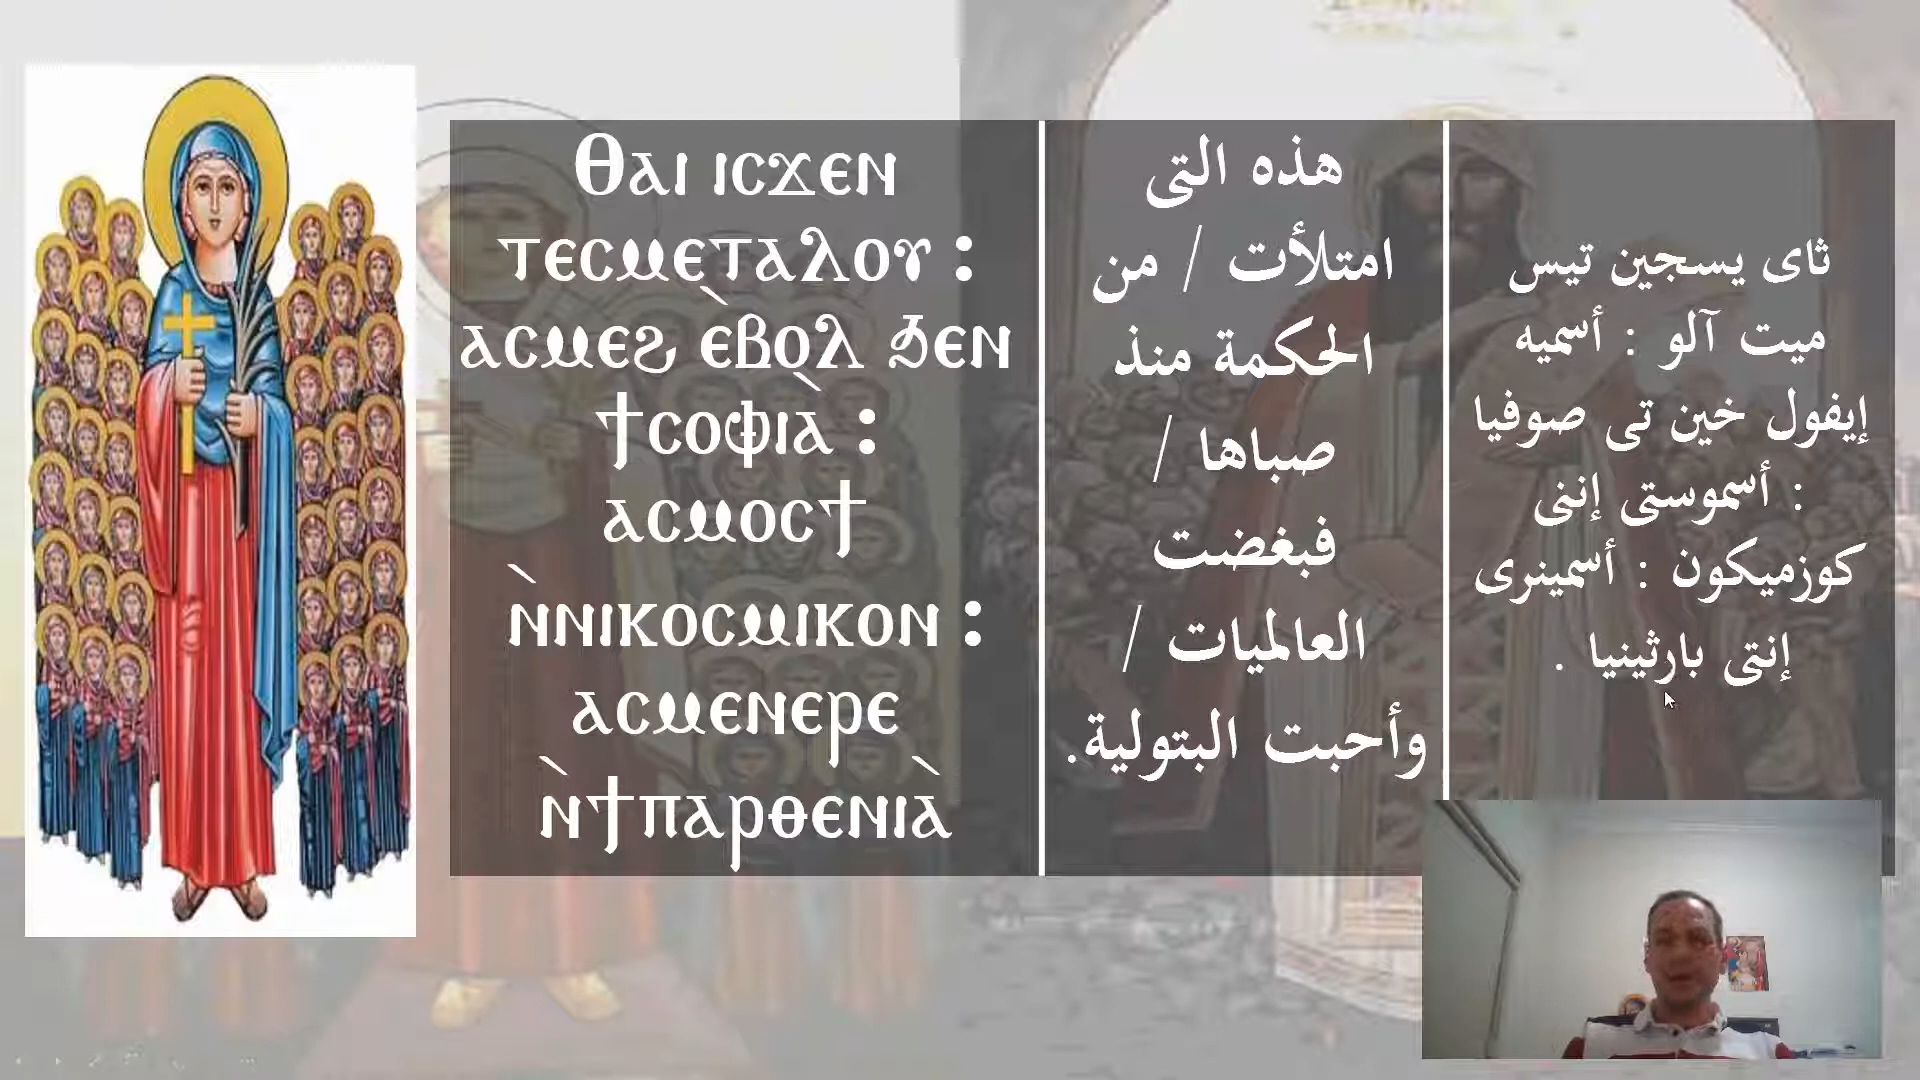 Ⲑⲁⲓ ⲓⲥϫⲉⲛ
ⲧⲉⲥⲙⲉⲧⲁⲗⲟⲩ :
ⲁⲥⲙⲉϩ ⲉ̀ⲃⲟⲗ ϧⲉⲛ
ϯⲥⲟⲫⲓⲁ̀ :
ⲁⲥⲙⲟⲥϯ
ⲛ̀ⲛⲓⲕⲟⲥⲙⲓⲕⲟⲛ :
ⲁⲥⲙⲉⲛⲉⲣⲉ
ⲛ̀ϯⲡⲁⲣⲑⲉⲛⲓⲁ̀
هذه التى
امتلأت / من
الحكمة منذ
صباها /
فبغضت
العالميات /
وأحبت البتولية.
ثاى يسجين تيس
ميت آلو : أسميه
إيفول خين تى صوفيا
: أسموستى إننى
كوزميكون : أسمينرى
إنتى بارثينيا .